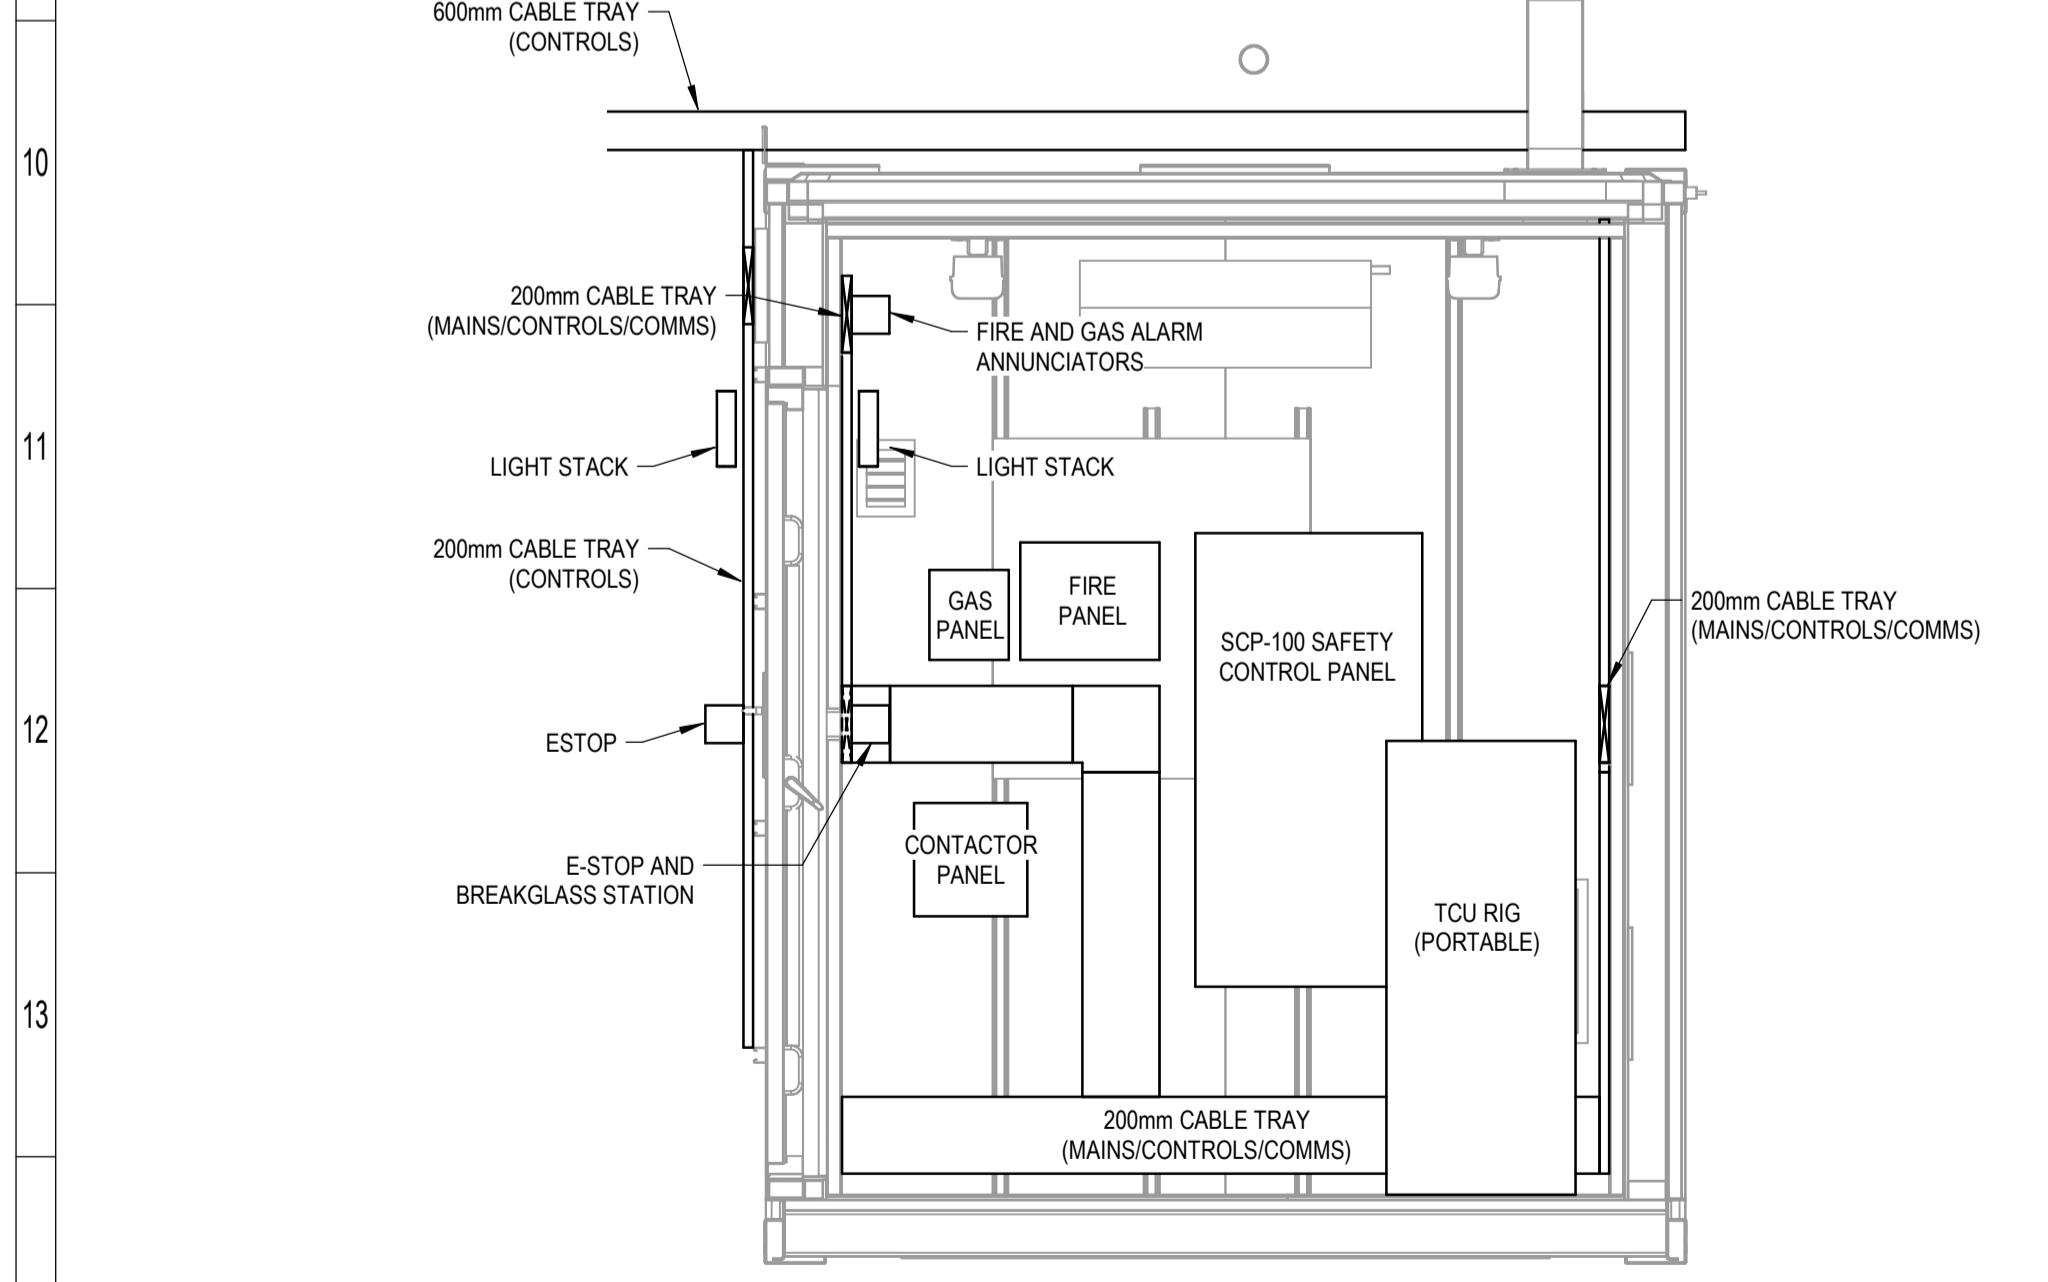 600mm CABLE TRAY
(CONTROLS)
10
200mm CABLE TRAY
(MAINS/CONTROLS/COMMS)
FIRE AND GAS ALARM
ANNUNCIATORS
11
LIGHT STACK
LIGHT STACK
200mm CABLE TRAY
(CONTROLS)
GAS
PANEL
FIRE
PANEL
SCP-100 SAFETY
CONTROL PANEL
200mm CABLE TRAY
(MAINS/CONTROLS/COMMS)
12
ESTOP
E-STOP AND
BREAKGLASS STATION
CONTACTOR
PANEL
TCU RIG
(PORTABLE)
13
200mm CABLE TRAY
(MAINS/CONTROLS/COMMS)